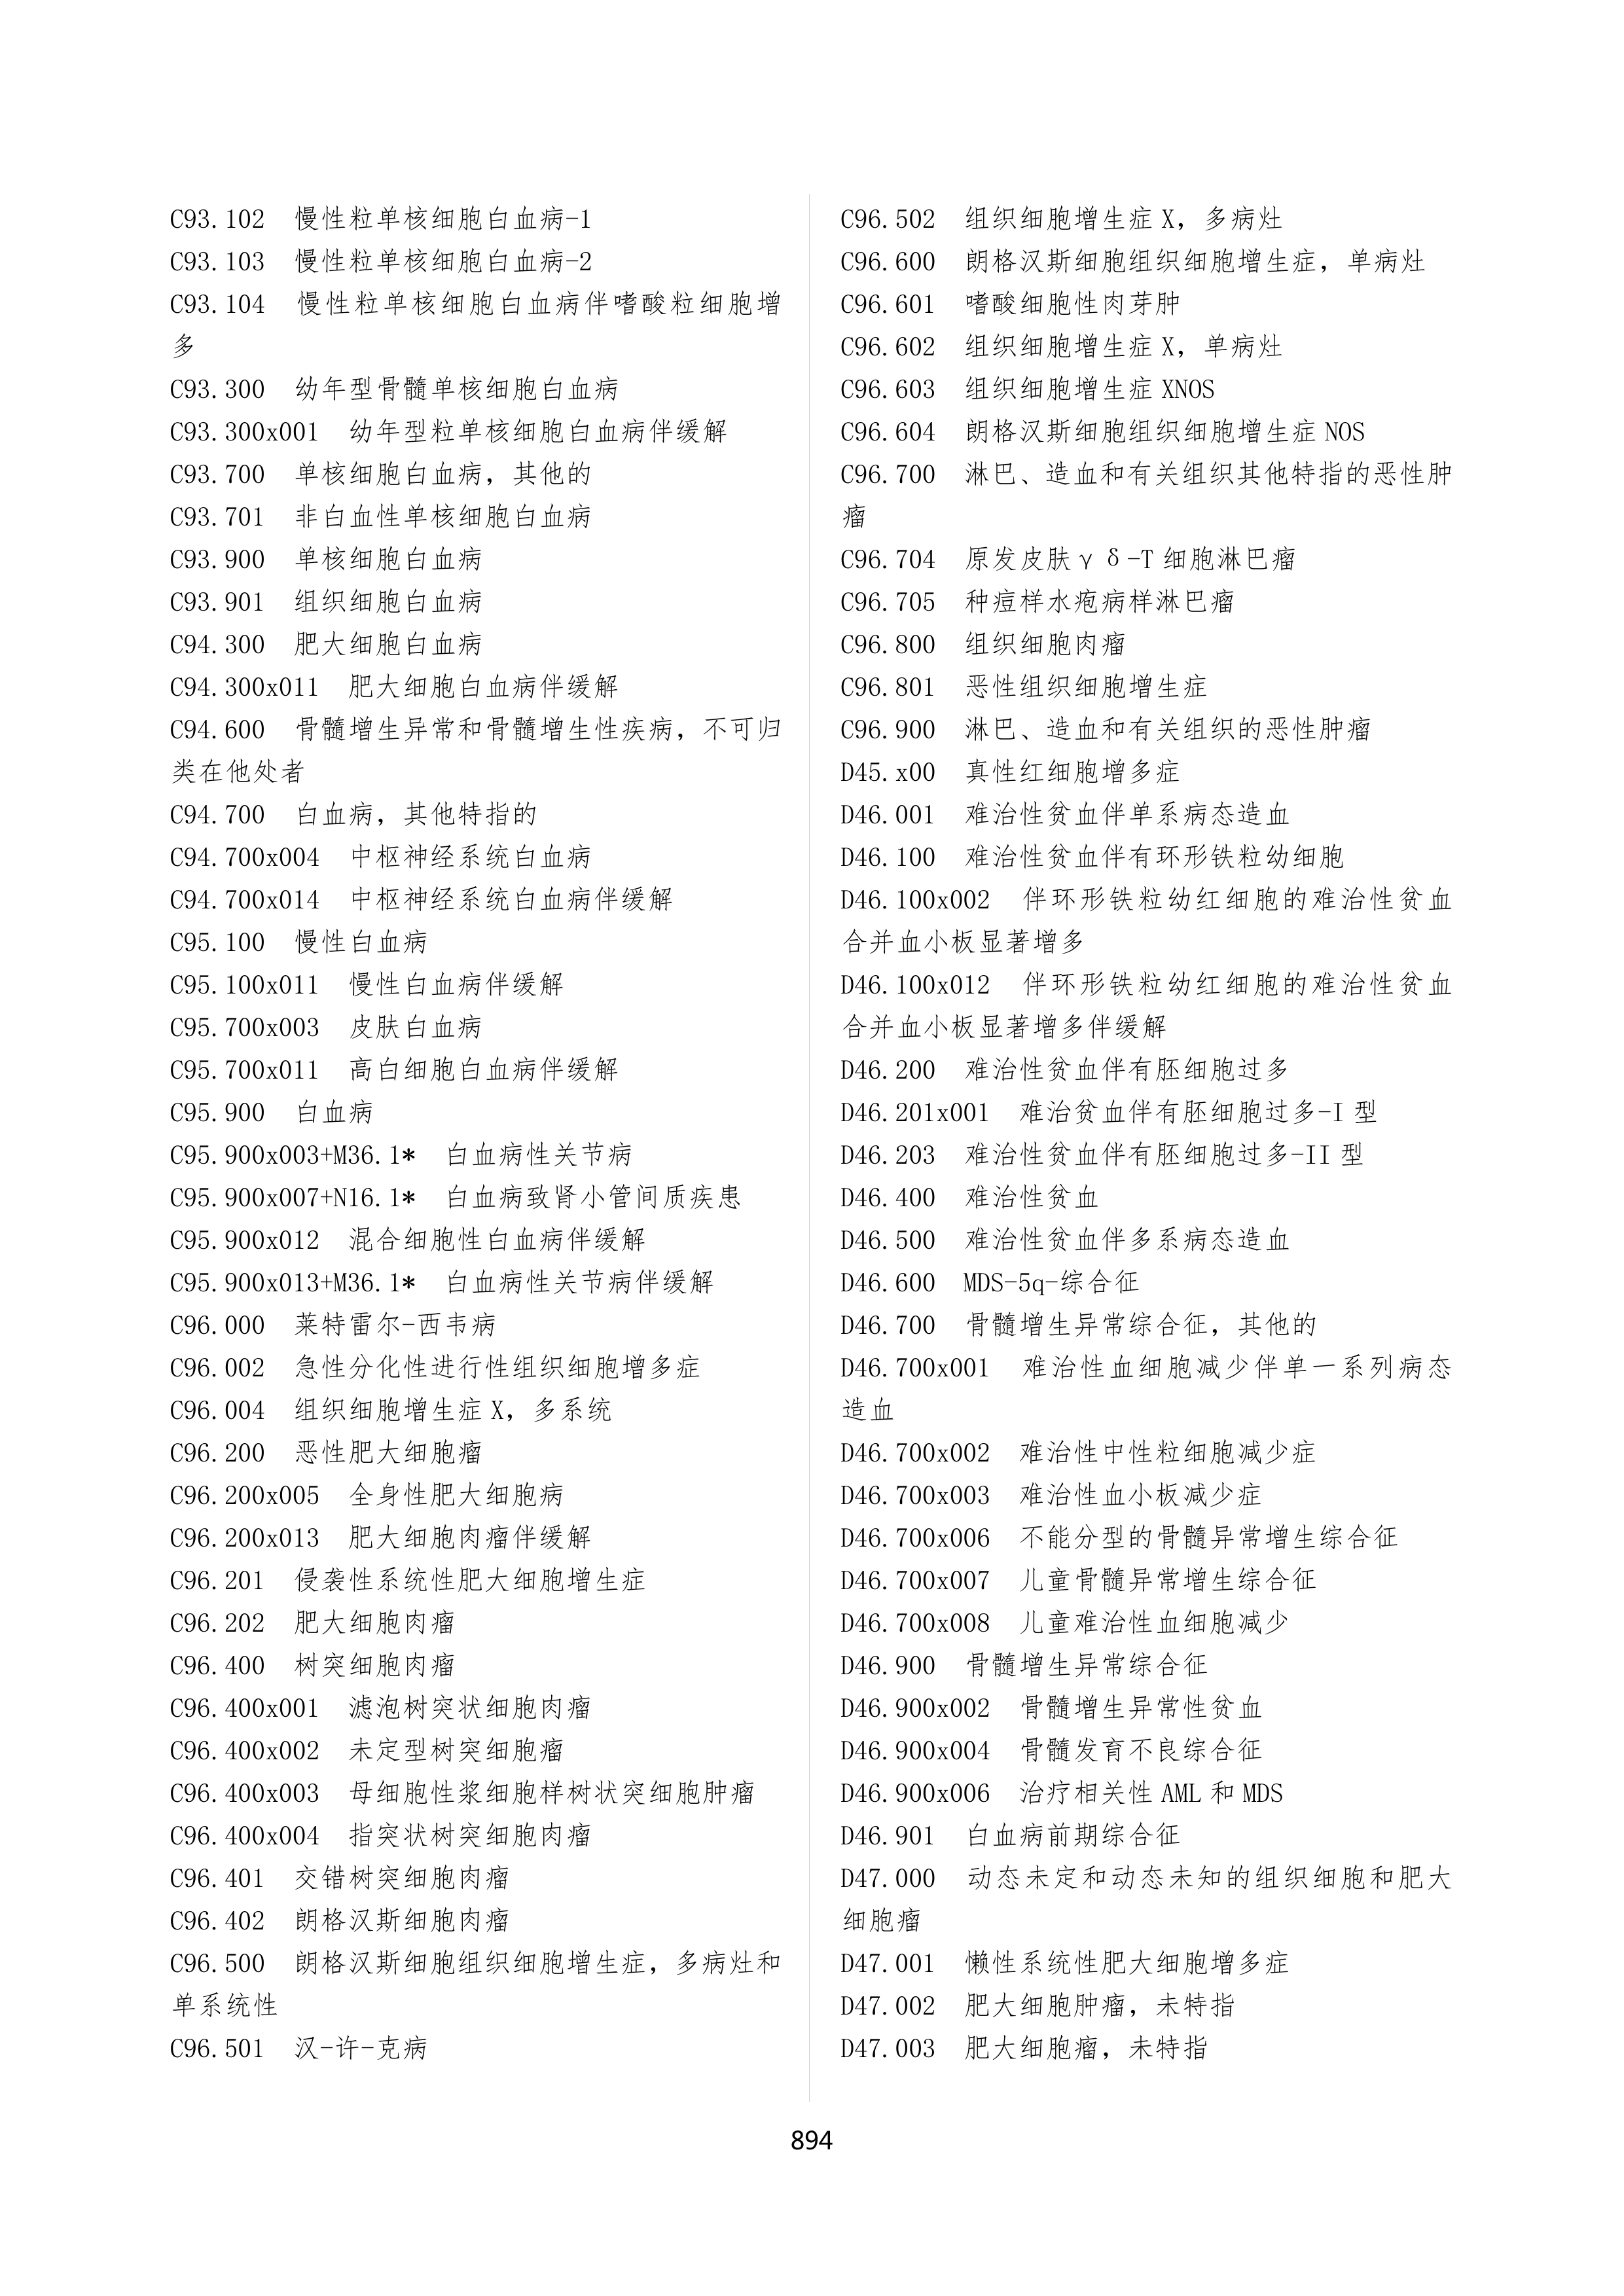 C93.102 慢性粒单核细胞白血病-1
C93.103 慢性粒单核细胞白血病-2
C93.104 慢性粒单核细胞白血病伴嗜酸粒细胞增
多
C93.300 幼年型骨髓单核细胞白血病
C93.300x001 幼年型粒单核细胞白血病伴缓解
C93.700 单核细胞白血病，其他的
C93.701 非白血性单核细胞白血病
C93.900 单核细胞白血病
C93.901 组织细胞白血病
C94.300 肥大细胞白血病
C94.300x011 肥大细胞白血病伴缓解
C94.600 骨髓增生异常和骨髓增生性疾病，不可归
类在他处者
C94.700 白血病，其他特指的
C94.700x004 中枢神经系统白血病
C94.700x014 中枢神经系统白血病伴缓解
C95.100 慢性白血病
C95.100x011 慢性白血病伴缓解
C95.700x003 皮肤白血病
C95.700x011 高白细胞白血病伴缓解
C95.900 白血病
C95.900x003+M36.1* 白血病性关节病
C95.900x007+N16.1* 白血病致肾小管间质疾患
C95.900x012 混合细胞性白血病伴缓解
C95.900x013+M36.1* 白血病性关节病伴缓解
C96.000 莱特雷尔-西韦病
C96.002 急性分化性进行性组织细胞增多症
C96.004 组织细胞增生症 X，多系统
C96.200 恶性肥大细胞瘤
C96.200x005 全身性肥大细胞病
C96.200x013 肥大细胞肉瘤伴缓解
C96.201 侵袭性系统性肥大细胞增生症
C96.202 肥大细胞肉瘤
C96.400 树突细胞肉瘤
C96.400x001 滤泡树突状细胞肉瘤
C96.400x002 未定型树突细胞瘤
C96.400x003 母细胞性浆细胞样树状突细胞肿瘤
C96.400x004 指突状树突细胞肉瘤
C96.401 交错树突细胞肉瘤
C96.402 朗格汉斯细胞肉瘤
C96.500 朗格汉斯细胞组织细胞增生症，多病灶和
单系统性
C96.501 汉-许-克病
C96.502 组织细胞增生症 X，多病灶
C96.600 朗格汉斯细胞组织细胞增生症，单病灶
C96.601 嗜酸细胞性肉芽肿
C96.602 组织细胞增生症 X，单病灶
C96.603 组织细胞增生症 XNOS
C96.604 朗格汉斯细胞组织细胞增生症 NOS
C96.700 淋巴、造血和有关组织其他特指的恶性肿
瘤
C96.704 原发皮肤γδ-T 细胞淋巴瘤
C96.705 种痘样水疱病样淋巴瘤
C96.800 组织细胞肉瘤
C96.801 恶性组织细胞增生症
C96.900 淋巴、造血和有关组织的恶性肿瘤
D45.x00 真性红细胞增多症
D46.001 难治性贫血伴单系病态造血
D46.100 难治性贫血伴有环形铁粒幼细胞
D46.100x002 伴环形铁粒幼红细胞的难治性贫血
合并血小板显著增多
D46.100x012 伴环形铁粒幼红细胞的难治性贫血
合并血小板显著增多伴缓解
D46.200 难治性贫血伴有胚细胞过多
D46.201x001 难治贫血伴有胚细胞过多-I 型
D46.203 难治性贫血伴有胚细胞过多-II 型
D46.400 难治性贫血
D46.500 难治性贫血伴多系病态造血
D46.600 MDS-5q-综合征
D46.700 骨髓增生异常综合征，其他的
D46.700x001 难治性血细胞减少伴单一系列病态
造血
D46.700x002 难治性中性粒细胞减少症
D46.700x003 难治性血小板减少症
D46.700x006 不能分型的骨髓异常增生综合征
D46.700x007 儿童骨髓异常增生综合征
D46.700x008 儿童难治性血细胞减少
D46.900 骨髓增生异常综合征
D46.900x002 骨髓增生异常性贫血
D46.900x004 骨髓发育不良综合征
D46.900x006 治疗相关性 AML 和 MDS
D46.901 白血病前期综合征
D47.000 动态未定和动态未知的组织细胞和肥大
细胞瘤
D47.001 懒性系统性肥大细胞增多症
D47.002 肥大细胞肿瘤，未特指
D47.003 肥大细胞瘤，未特指
894